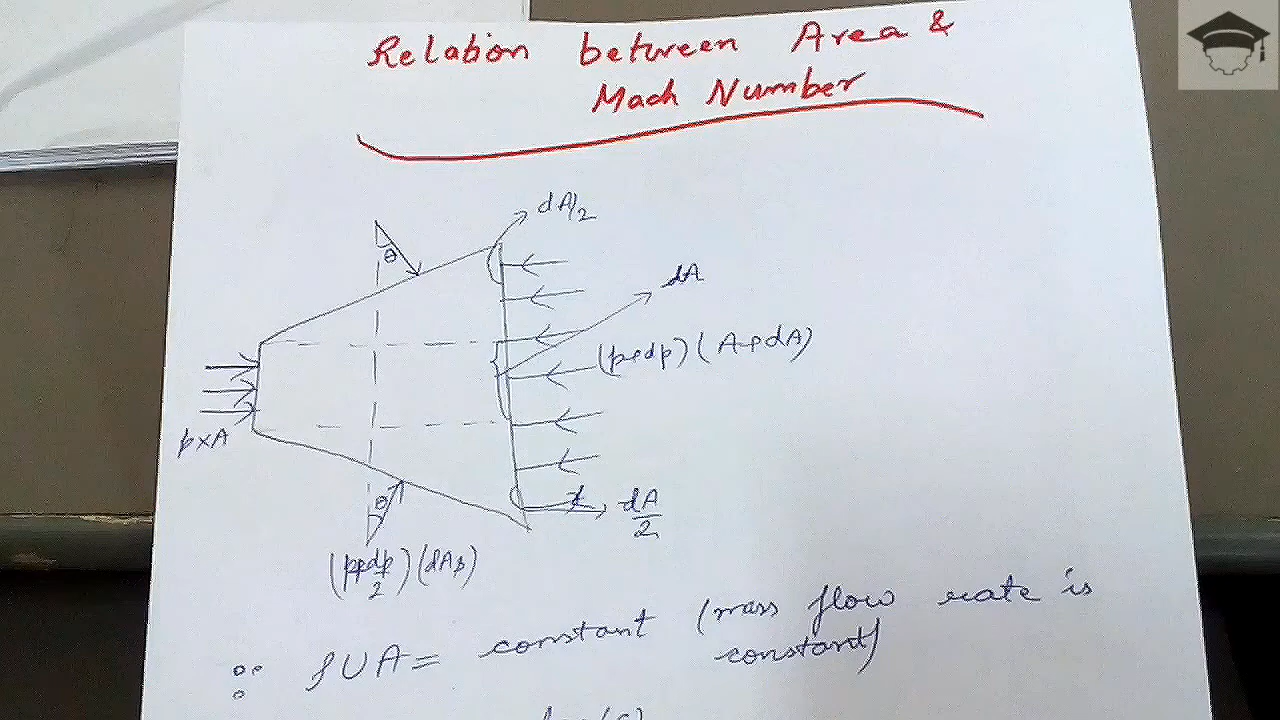 Relation between Area &
Mach Number
dA/2
θ
dA
(p+dp) (A+dA)
p×A
θ
dA/2
(p+dp/2) (dAs)
∵ ρUA = constant (mass flow rate is
constant)